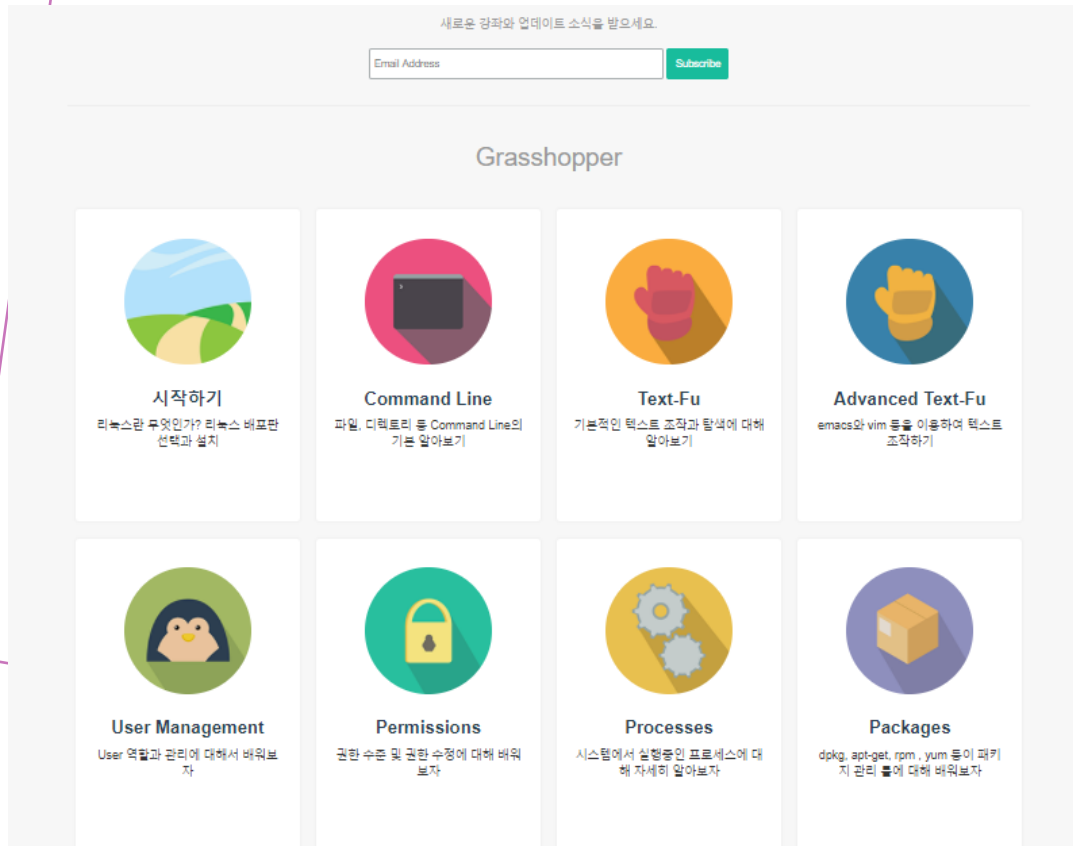 새로운 강좌와 업데이트 소식을 받으세요.
Email Address
Subscribe
Grasshopper
시작하기
리눅스란 무엇인가? 리눅스 배포판
선택과 설치
Command Line
파일, 디렉토리 등 Command Line의
기본 알아보기
Text-Fu
기본적인 텍스트 조작과 탐색에 대해
알아보기
Advanced Text-Fu
emacs와 vim 등을 이용하여 텍스트
조작하기
User Management
User 역할과 관리에 대해서 배워보
자
Permissions
권한 수준 및 권한 수정에 대해 배워
보자
Processes
시스템에서 실행중인 프로세스에 대
해 자세히 알아보자
Packages
dpkg, apt-get, rpm , yum 등이 패키
지 관리 툴에 대해 배워보자